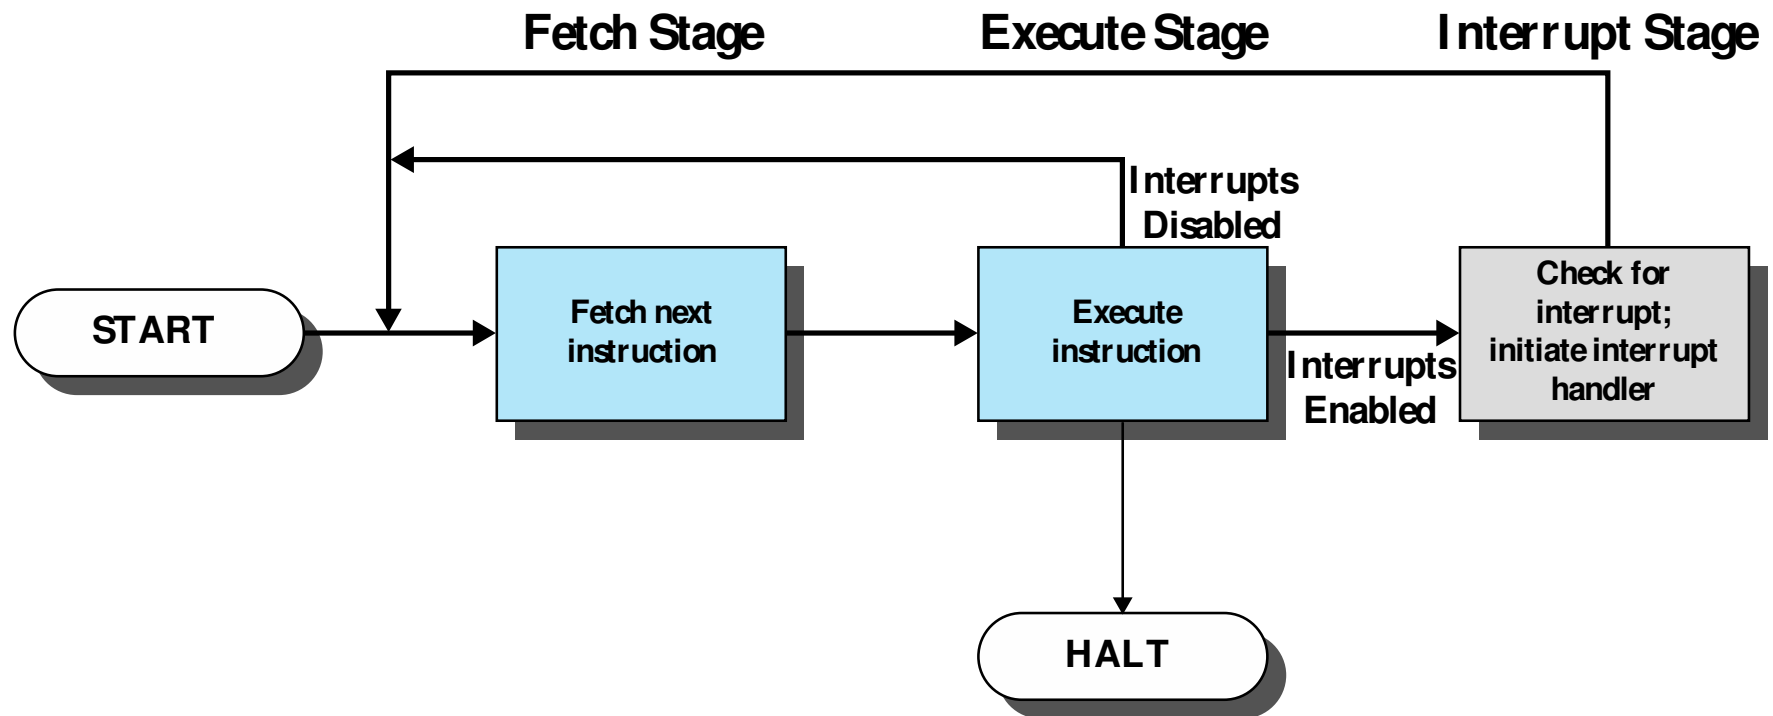 Fetch Stage
Execute Stage
Interrupt Stage
Interrupts
Disabled
START
Fetch next
instruction
Execute
instruction
Interrupts
Enabled
Check for
interrupt;
initiate interrupt
handler
HALT